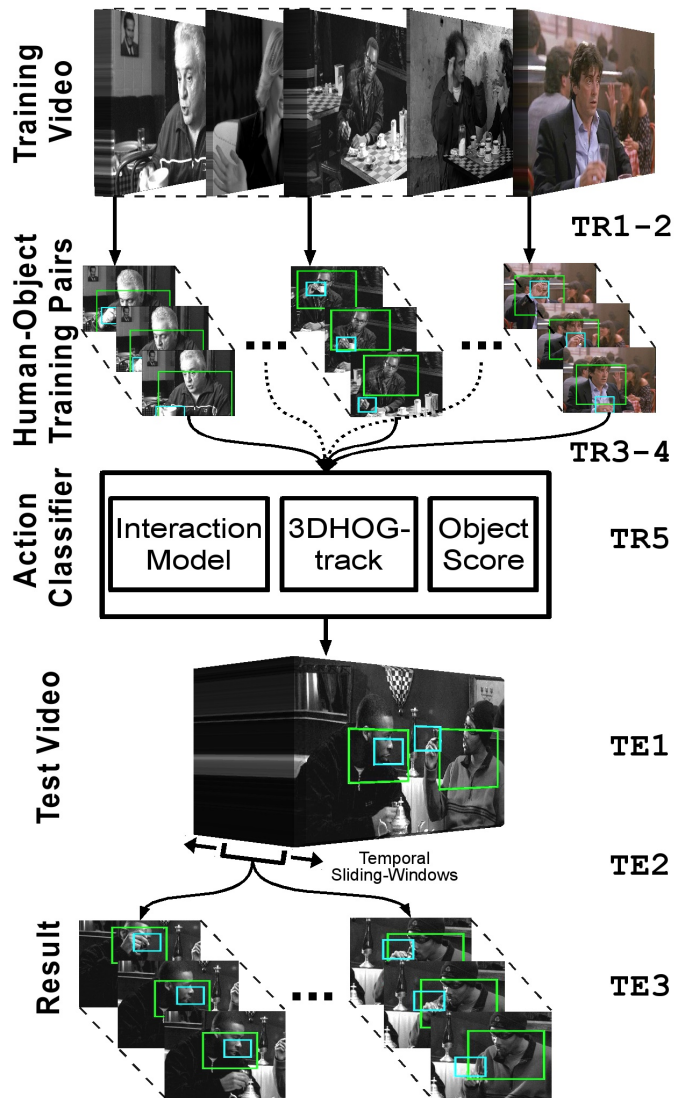 Training
Video
TR1-2
Human-Object
Training Pairs
TR3-4
Action
Classifier
Interaction
Model
3DHOG-
track
Object
Score
TR5
Test Video
TE1
Temporal
Sliding-Windows
TE2
Result
TE3